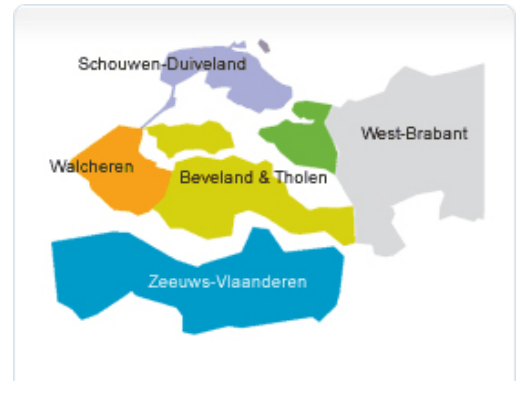 Schouwen-Duiveland
West-Brabant
Walcheren
Beveland & Tholen
Zeeuws-Vlaanderen